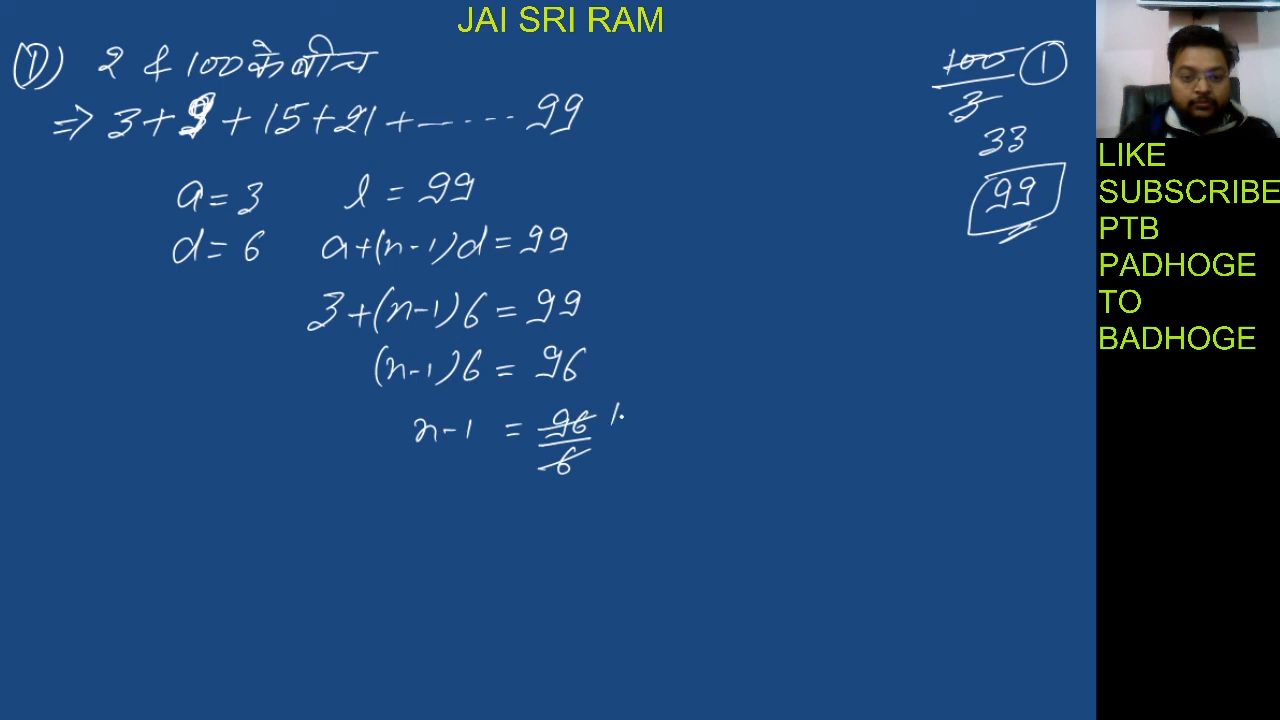 JAI SRI RAM
(1) 2 & 100 के बीच
⇒ 3 + 9 + 15 + 21 + ----... 99
a = 3 l = 99
d = 6 a + (n - 1)d = 99
3 + (n - 1)6 = 99
(n - 1)6 = 96
n - 1 = 96/6
100/3 1
33
99
LIKE
SUBSCRIBE
PTB
PADHOGE
TO
BADHOGE